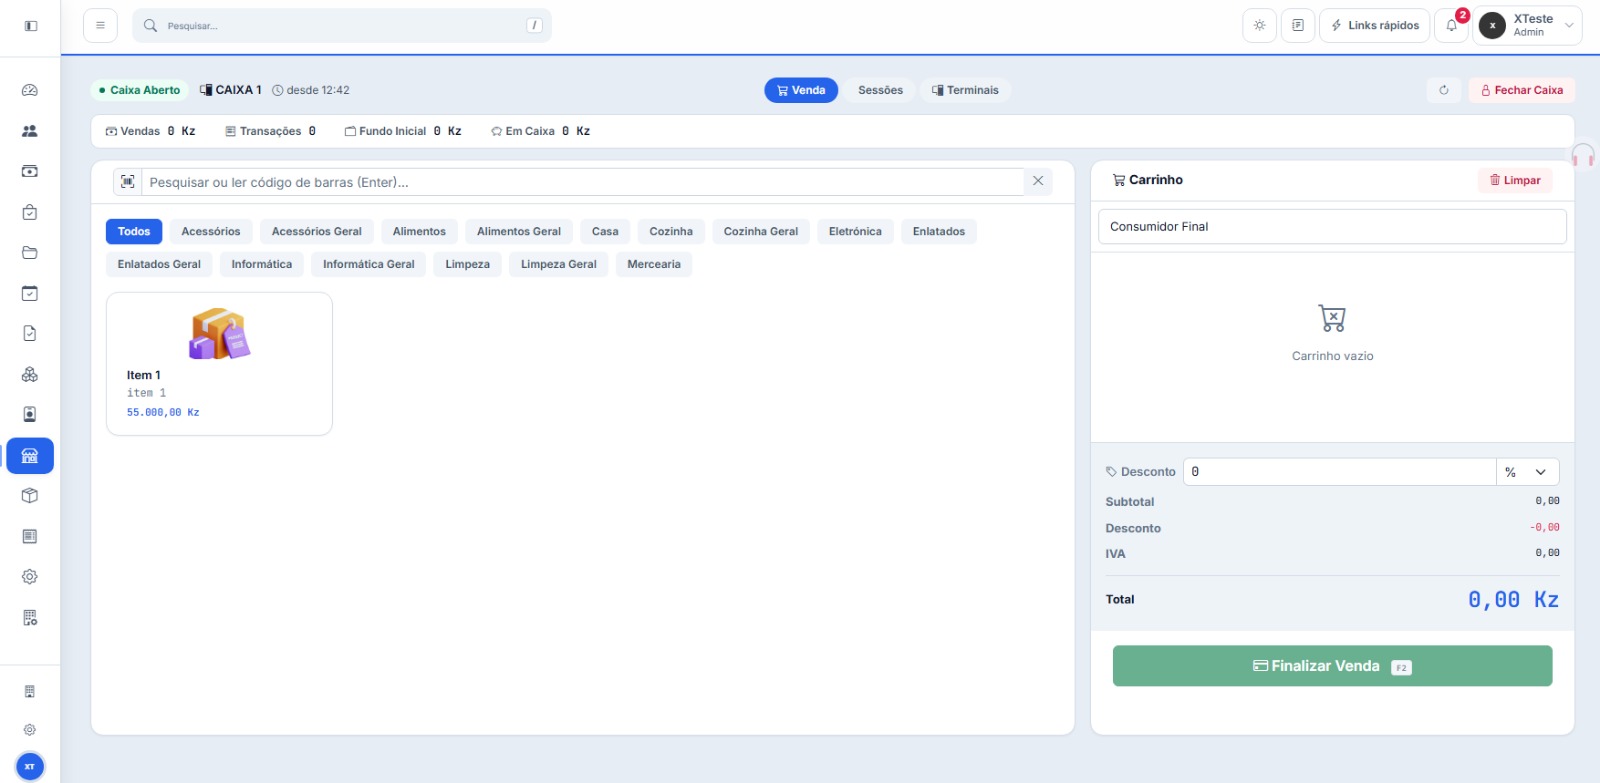 Pesquisar...
/
Links rápidos
2
x
XTeste
Admin
Caixa Aberto
CAIXA 1
desde 12:42
Venda
Sessões
Terminais
Fechar Caixa
Vendas 0 Kz
Transações 0
Fundo Inicial 0 Kz
Em Caixa 0 Kz
Pesquisar ou ler código de barras (Enter)...
Todos
Acessórios
Acessórios Geral
Alimentos
Alimentos Geral
Casa
Cozinha
Cozinha Geral
Eletrónica
Enlatados
Enlatados Geral
Informática
Informática Geral
Limpeza
Limpeza Geral
Mercearia
Item 1
item 1
55.000,00 Kz
Carrinho
Limpar
Consumidor Final
Carrinho vazio
Desconto 0 %
Subtotal 0,00
Desconto -0,00
IVA 0,00
Total 0,00 Kz
Finalizar Venda F2
XT